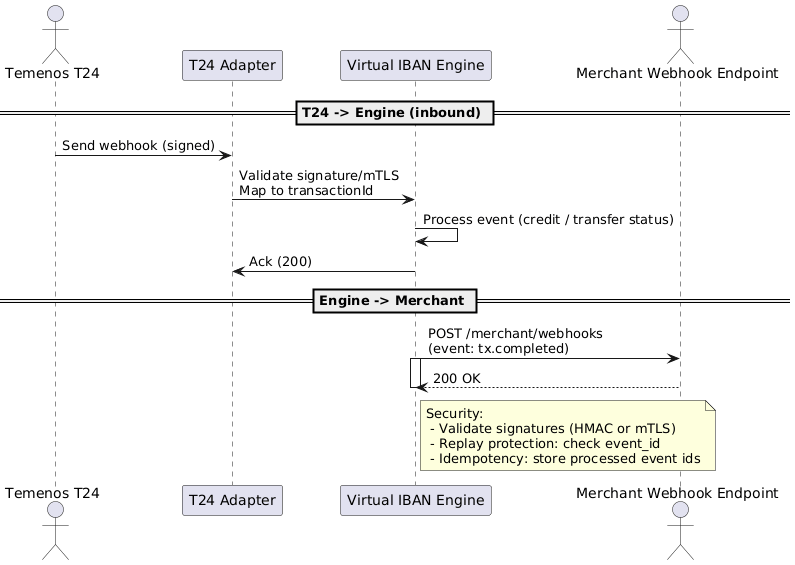 Temenos T24
T24 Adapter
Virtual IBAN Engine
Merchant Webhook Endpoint
T24 -> Engine (inbound)
Send webhook (signed)
Validate signature/mTLS
Map to transactionId
Process event (credit / transfer status)
Ack (200)
Engine -> Merchant
POST /merchant/webhooks
(event: tx.completed)
200 OK
Security:
- Validate signatures (HMAC or mTLS)
- Replay protection: check event_id
- Idempotency: store processed event ids
Temenos T24
T24 Adapter
Virtual IBAN Engine
Merchant Webhook Endpoint